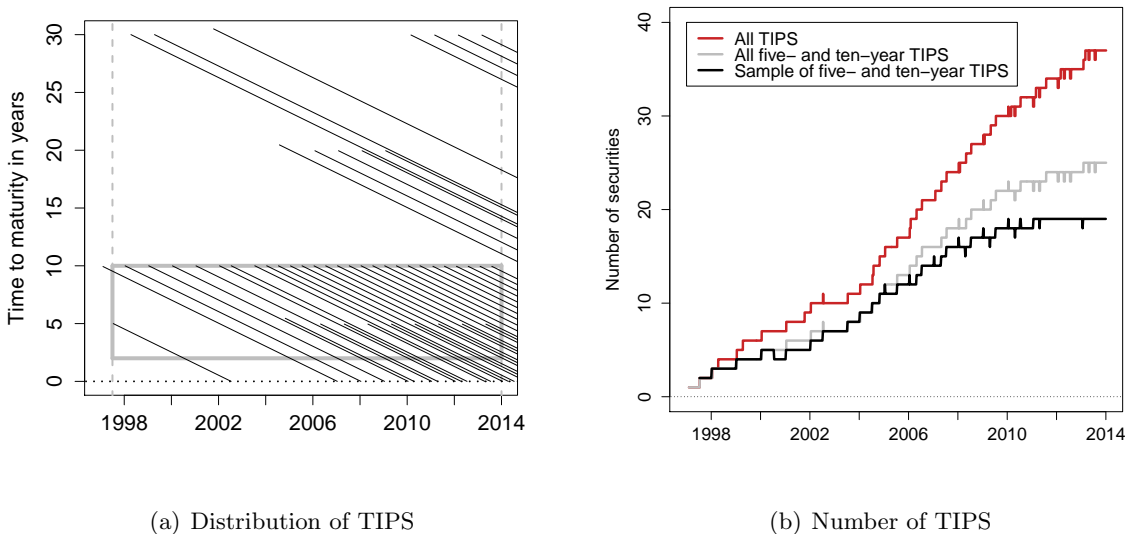 Time to maturity in years
30
25
20
15
10
5
0
1998 2002 2006 2010 2014
(a) Distribution of TIPS
All TIPS
All five− and ten−year TIPS
Sample of five− and ten−year TIPS
Number of securities
40
30
20
10
0
1998 2002 2006 2010 2014
(b) Number of TIPS